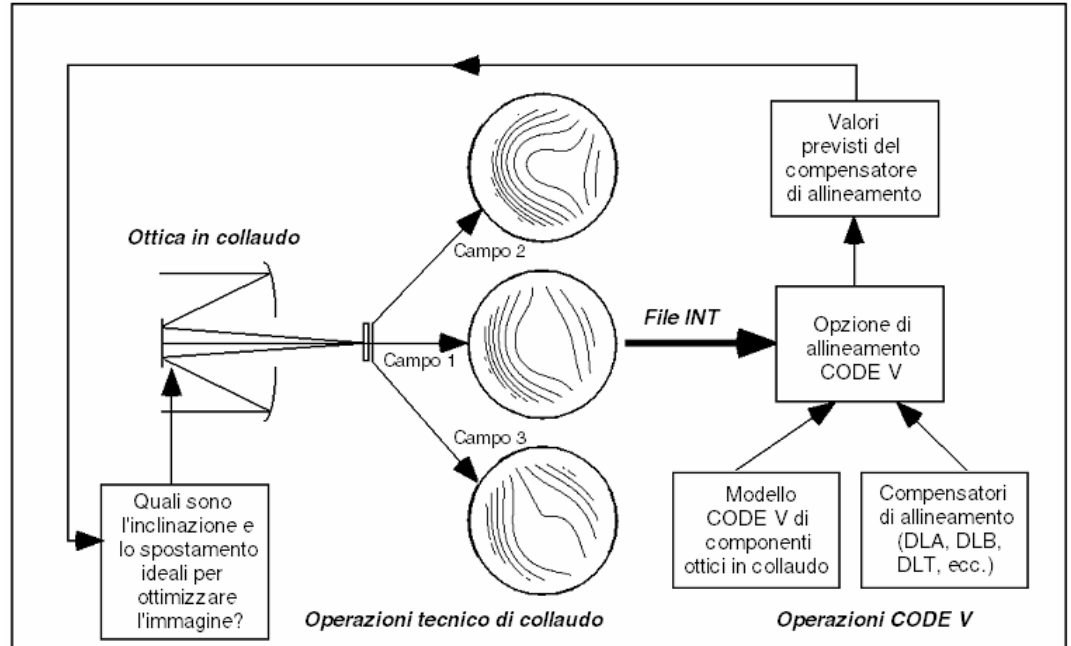 Ottica in collaudo
Campo 2
Campo 1
Campo 3
File INT
Valori
previsti del
compensatore
di allineamento
Opzione di
allineamento
CODE V
Modello
CODE V di
componenti
ottici in collaudo
Compensatori
di allineamento
(DLA, DLB,
DLT, ecc.)
Quali sono
l'inclinazione e
lo spostamento
ideali per
ottimizzare
l'immagine?
Operazioni tecnico di collaudo
Operazioni CODE V